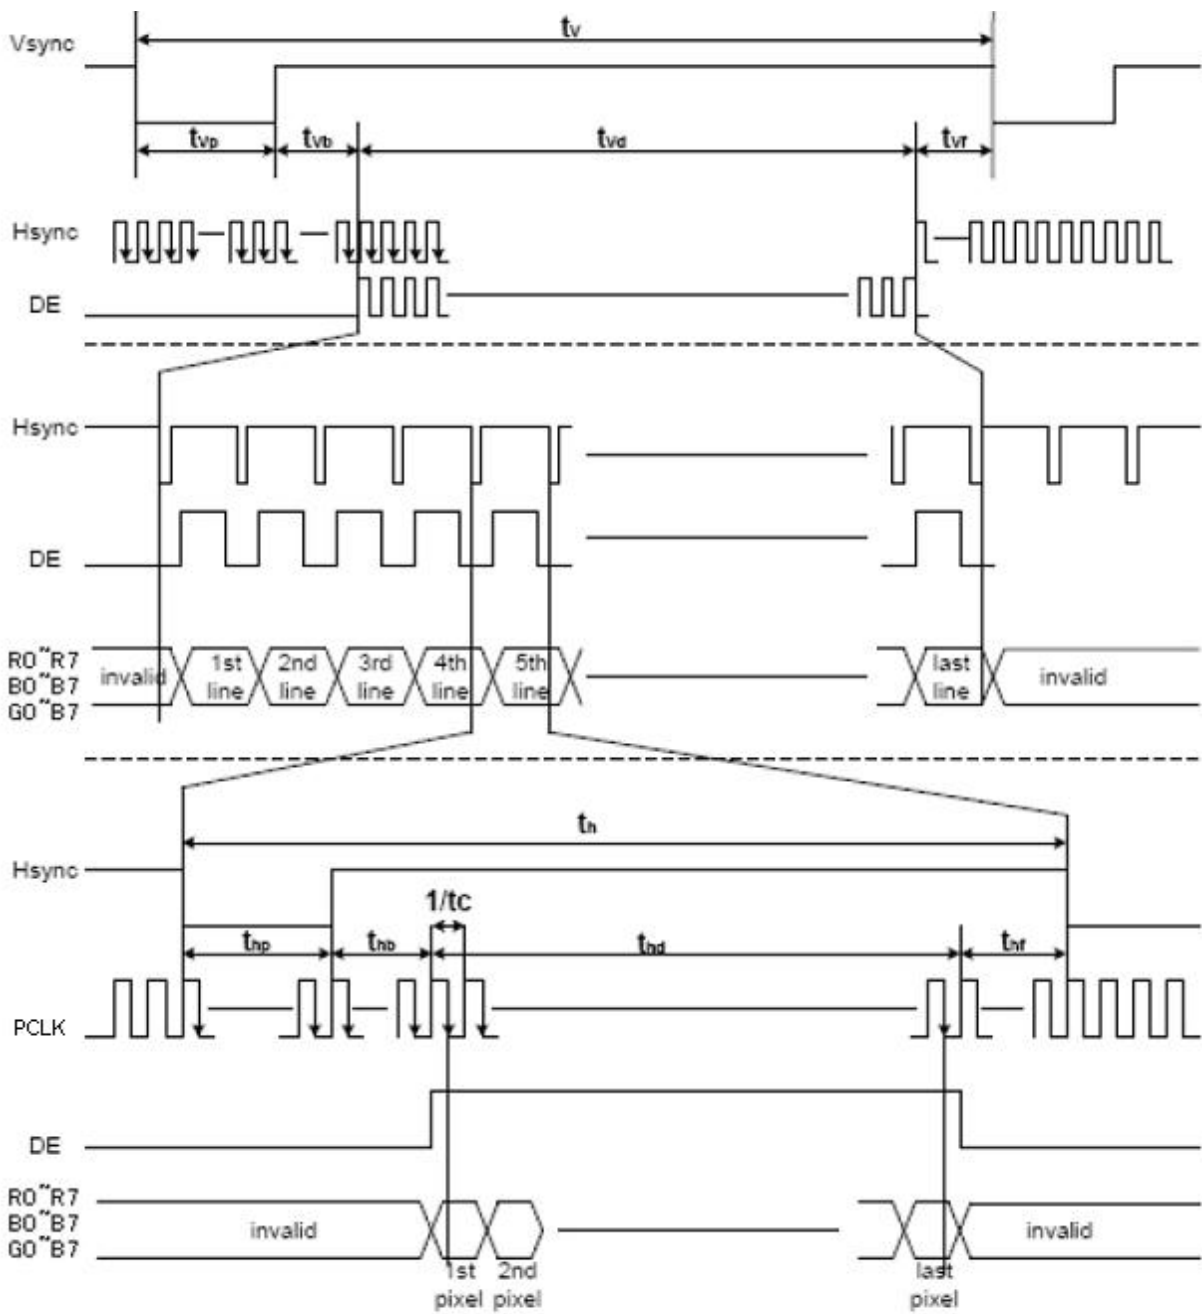 tv
Vsync
tvp tvb tvd tvf
Hsync
DE
Hsync
DE
R0~R7
B0~B7
G0~B7
invalid 1st line 2nd line 3rd line 4th line 5th line last line invalid
th
Hsync
1/tc
thp thb thd thf
PCLK
DE
R0~R7
B0~B7
G0~B7
invalid invalid
1st pixel 2nd pixel last pixel